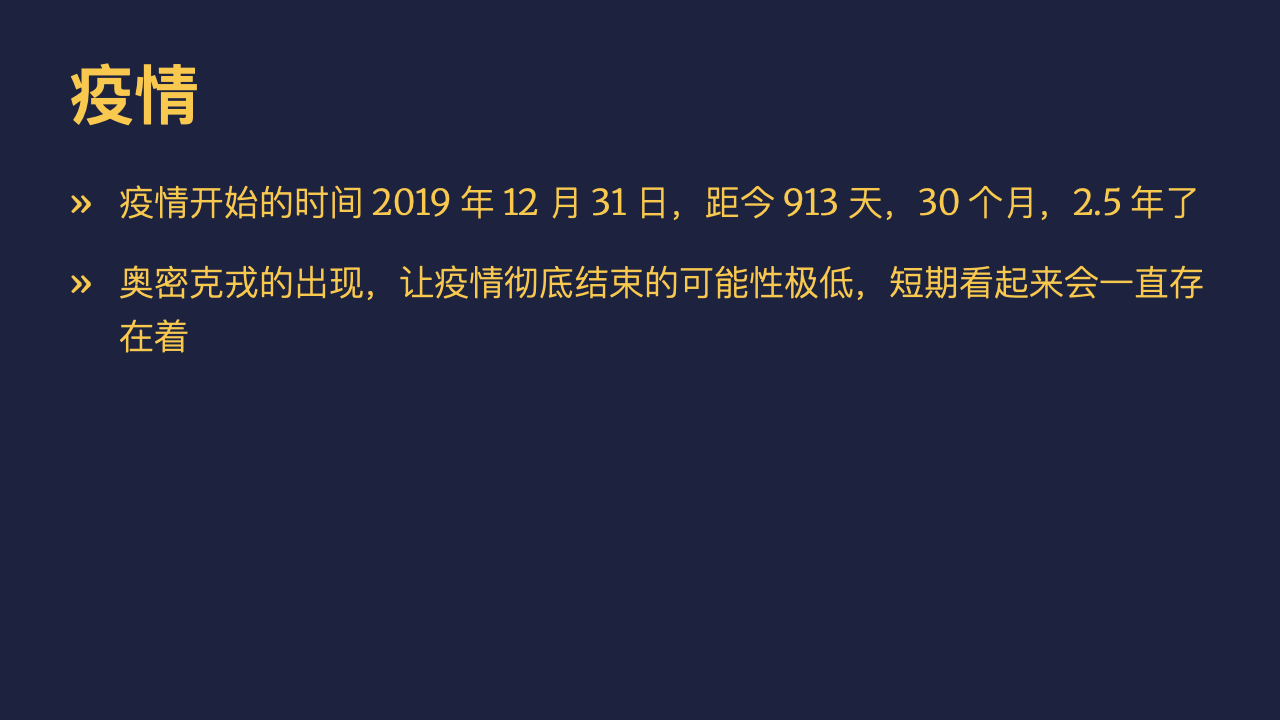 疫情
» 疫情开始的时间 2019 年 12 月 31 日，距今 913 天，30 个月，2.5 年了
» 奥密克戎的出现，让疫情彻底结束的可能性极低，短期看起来会一直存
在着